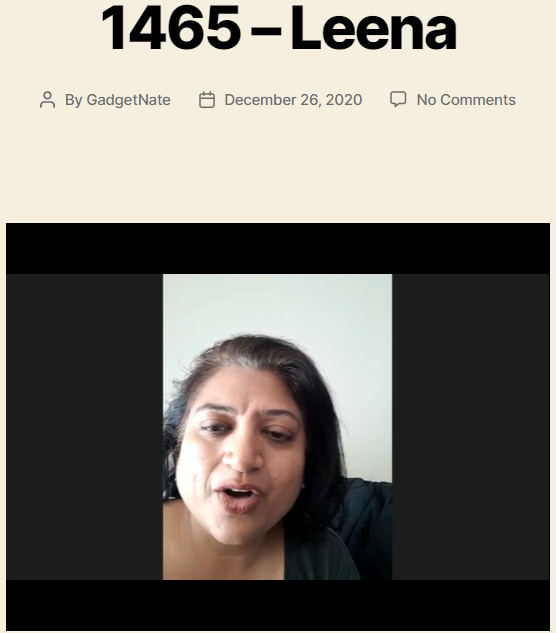 1465 – Leena
By GadgetNate December 26, 2020 No Comments